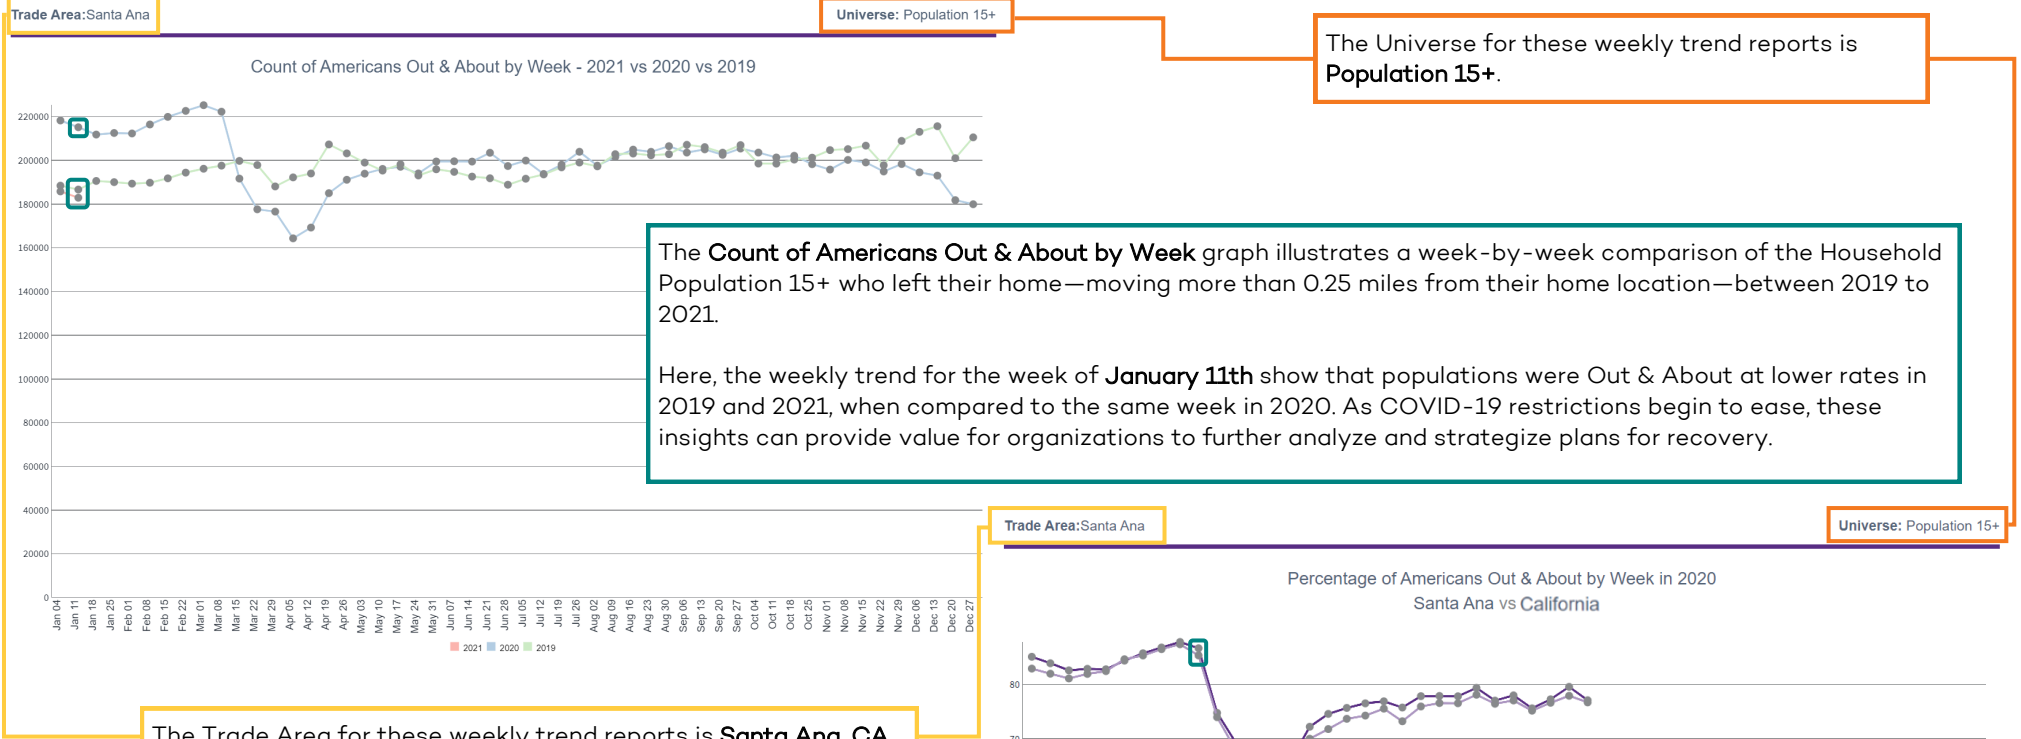 Trade Area:Santa Ana
Universe: Population 15+
The Universe for these weekly trend reports is
Population 15+.
Count of Americans Out & About by Week - 2021 vs 2020 vs 2019
220000
200000
180000
160000
140000
120000
100000
80000
60000
40000
20000
0
Jan 04
Jan 11
Jan 18
Jan 25
Feb 01
Feb 08
Feb 15
Feb 22
Mar 01
Mar 08
Mar 15
Mar 22
Mar 29
Apr 05
Apr 12
Apr 19
Apr 26
May 03
May 10
May 17
May 24
May 31
Jun 07
Jun 14
Jun 21
Jun 28
Jul 05
Jul 12
Jul 19
Jul 26
Aug 02
Aug 09
Aug 16
Aug 23
Aug 30
Sep 06
Sep 13
Sep 20
Sep 27
Oct 04
Oct 11
Oct 18
Oct 25
Nov 01
Nov 08
Nov 15
Nov 22
Nov 29
Dec 06
Dec 13
Dec 20
Dec 27
2021 2020 2019
The Count of Americans Out & About by Week graph illustrates a week-by-week comparison of the Household
Population 15+ who left their home—moving more than 0.25 miles from their home location—between 2019 to
2021.
Here, the weekly trend for the week of January 11th show that populations were Out & About at lower rates in
2019 and 2021, when compared to the same week in 2020. As COVID-19 restrictions begin to ease, these
insights can provide value for organizations to further analyze and strategize plans for recovery.
Trade Area:Santa Ana
Universe: Population 15+
Percentage of Americans Out & About by Week in 2020
Santa Ana vs California
80
70
The Trade Area for these weekly trend reports is Santa Ana, CA